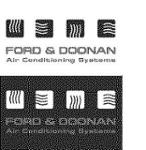 FORD & DOONAN
Air Conditioning Systems
FORD & DOONAN
Air Conditioning Systems